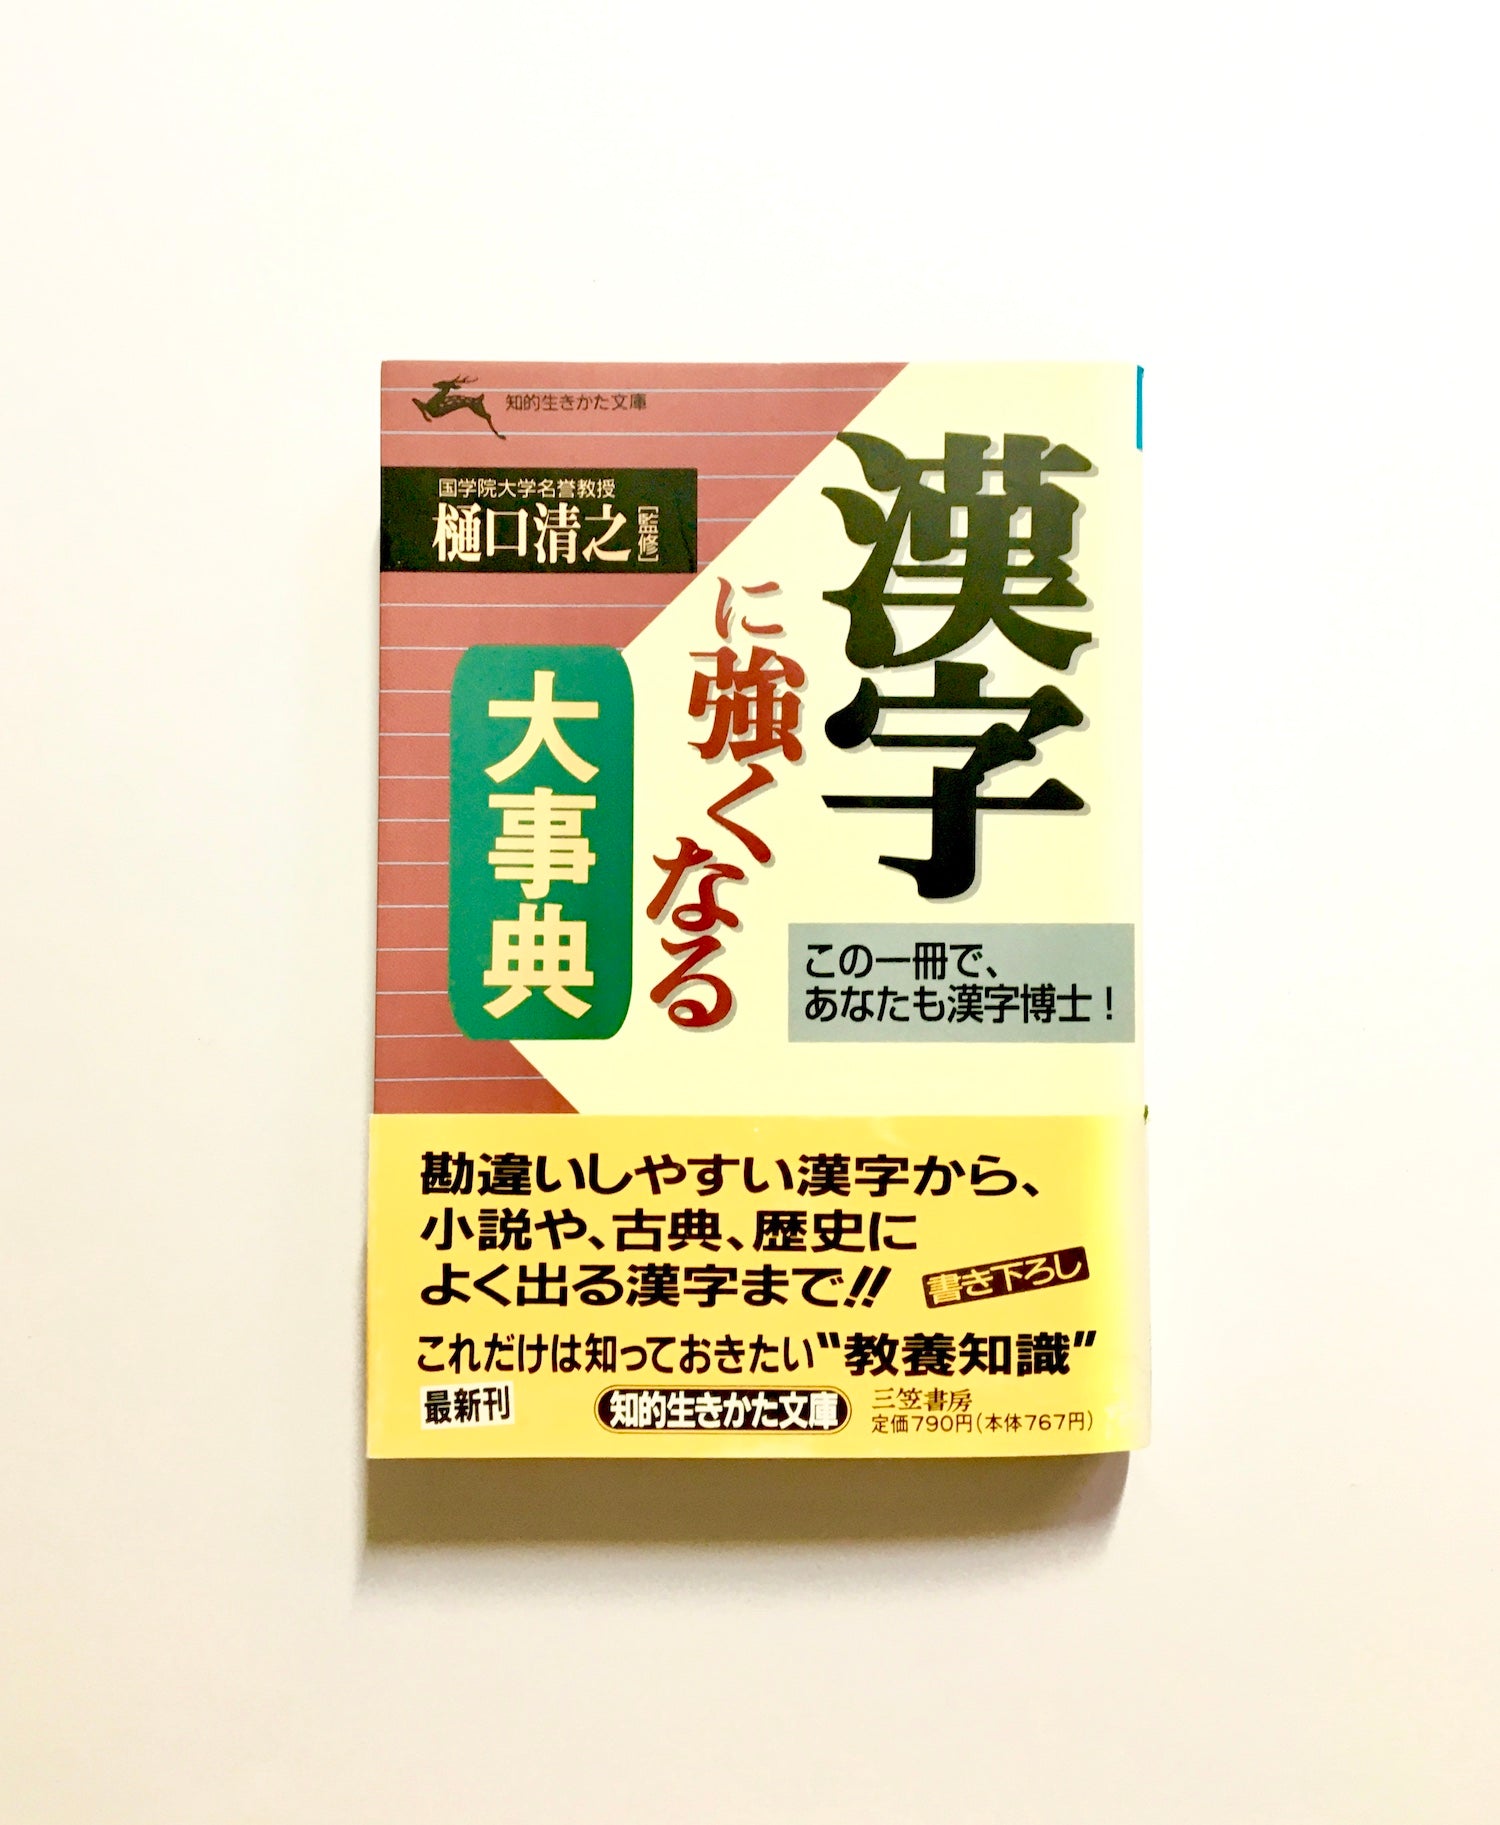 知的生きかた文庫
国学院大学名誉教授
樋口清之[監修]
漢字
に強くなる
大事典
この一冊で、
あなたも漢字博士！
勘違いしやすい漢字から、
小説や、古典、歴史に
よく出る漢字まで!!
書き下ろし
これだけは知っておきたい“教養知識”
最新刊
知的生きかた文庫
三笠書房
定価790円(本体767円)